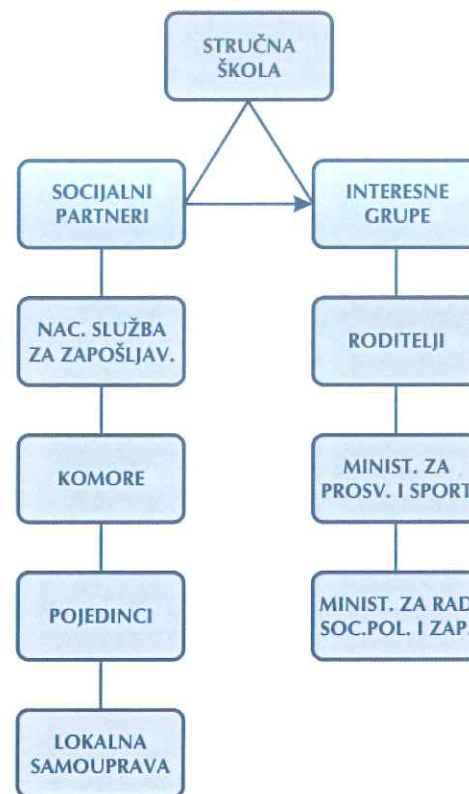 STRUČNA
ŠKOLA
SOCIJALNI
PARTNERI
INTERESNE
GRUPE
NAC. SLUŽBA
ZA ZAPOŠLJAV.
RODITELJI
KOMORE
MINIST. ZA
PROSV. I SPORT
POJEDINCI
MINIST. ZA RAD
SOC.POL. I ZAP.
LOKALNA
SAMOUPRAVA